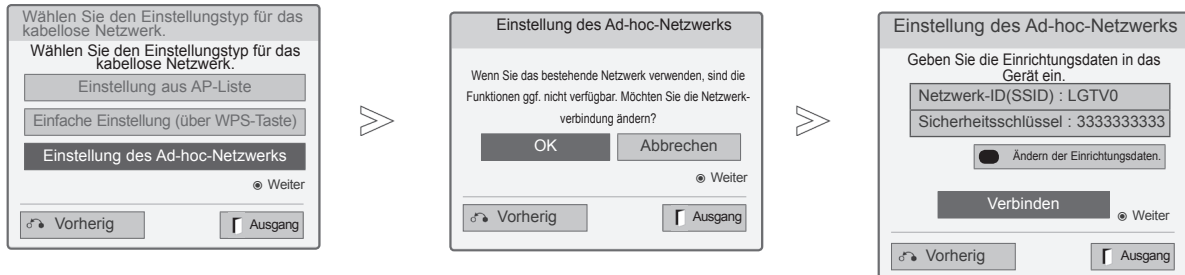 Wählen Sie den Einstellungstyp für das
kabellose Netzwerk.
Wählen Sie den Einstellungstyp für das
kabellose Netzwerk.
Einstellung aus AP-Liste
Einfache Einstellung (über WPS-Taste)
Einstellung des Ad-hoc-Netzwerks
Weiter
Vorherig
Ausgang
Einstellung des Ad-hoc-Netzwerks
Wenn Sie das bestehende Netzwerk verwenden, sind die
Funktionen ggf. nicht verfügbar. Möchten Sie die Netzwerk-
verbindung ändern?
OK
Abbrechen
Weiter
Vorherig
Ausgang
Einstellung des Ad-hoc-Netzwerks
Geben Sie die Einrichtungsdaten in das
Gerät ein.
Netzwerk-ID(SSID) : LGTV0
Sicherheitsschlüssel : 3333333333
Ändern der Einrichtungsdaten.
Verbinden
Weiter
Vorherig
Ausgang